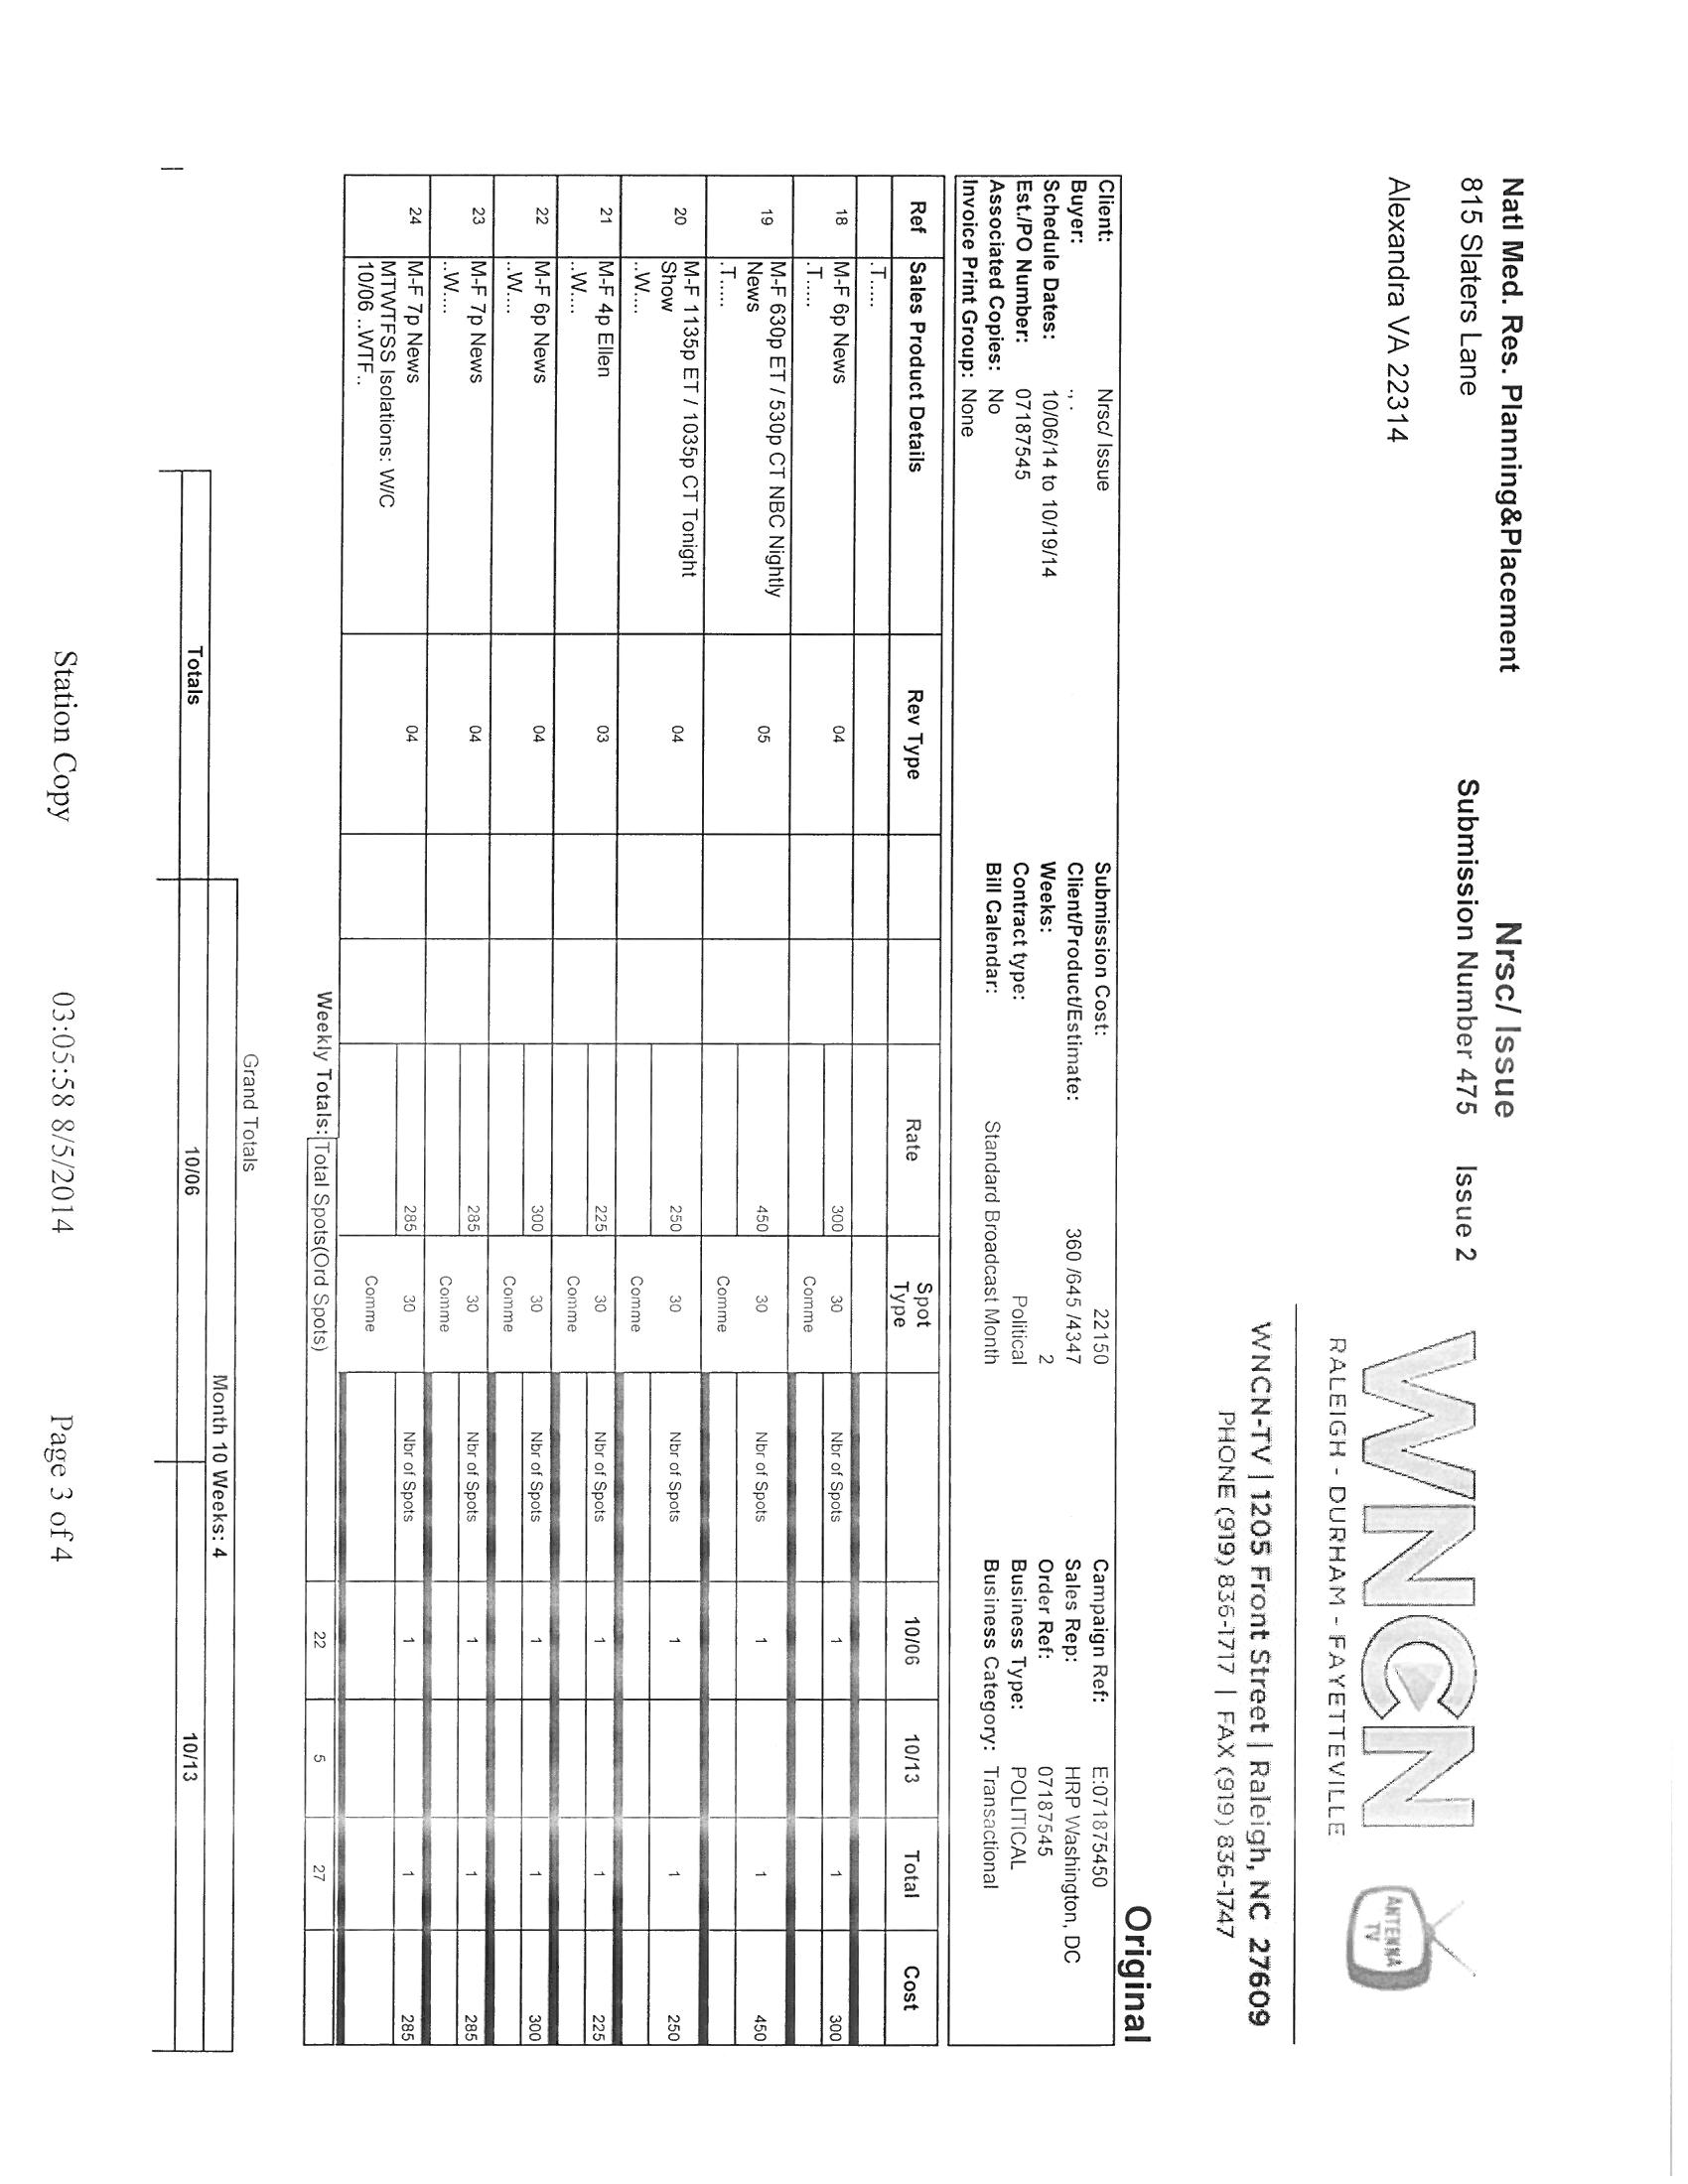 Natl Med. Res. Planning&Placement
815 Slaters Lane
Alexandra VA 22314
Nrsc/ Issue
Submission Number 475 Issue 2
WNCN
RALEIGH - DURHAM - FAYETTEVILLE
ANTENNA TV
WNCN-TV | 1205 Front Street | Raleigh, NC 27609
PHONE (919) 836-1717 | FAX (919) 836-1747
Original
Client: Nrsc/ Issue Submission Cost: 22150 Campaign Ref: E:071875450
Buyer: ., . Client/Product/Estimate: 360 /645 /4347 Sales Rep: HRP Washington, DC
Schedule Dates: 10/06/14 to 10/19/14 Weeks: 2 Order Ref: 07187545
Est./PO Number: 07187545 Contract type: Political Business Type: POLITICAL
Associated Copies: No Bill Calendar: Standard Broadcast Month Business Category: Transactional
Invoice Print Group: None
Ref Sales Product Details Rev Type Rate Spot Type 10/06 10/13 Total Cost
.T.....
18 M-F 6p News 04 300 30 Nbr of Spots 1 1 300
.T..... Comme
19 M-F 630p ET / 530p CT NBC Nightly 05 450 30 Nbr of Spots 1 1 450
News
.T..... Comme
20 M-F 1135p ET / 1035p CT Tonight 04 250 30 Nbr of Spots 1 1 250
Show
..W.... Comme
21 M-F 4p Ellen 03 225 30 Nbr of Spots 1 1 225
..W.... Comme
22 M-F 6p News 04 300 30 Nbr of Spots 1 1 300
..W.... Comme
23 M-F 7p News 04 285 30 Nbr of Spots 1 1 285
..W.... Comme
24 M-F 7p News 04 285 30 Nbr of Spots 1 1 285
MTWTFSS Isolations: W/C
10/06 ..WTF.. Comme
Weekly Totals: Total Spots(Ord Spots) 22 5 27
Grand Totals
Month 10 Weeks: 4
Totals 10/06 10/13
Station Copy 03:05:58 8/5/2014 Page 3 of 4